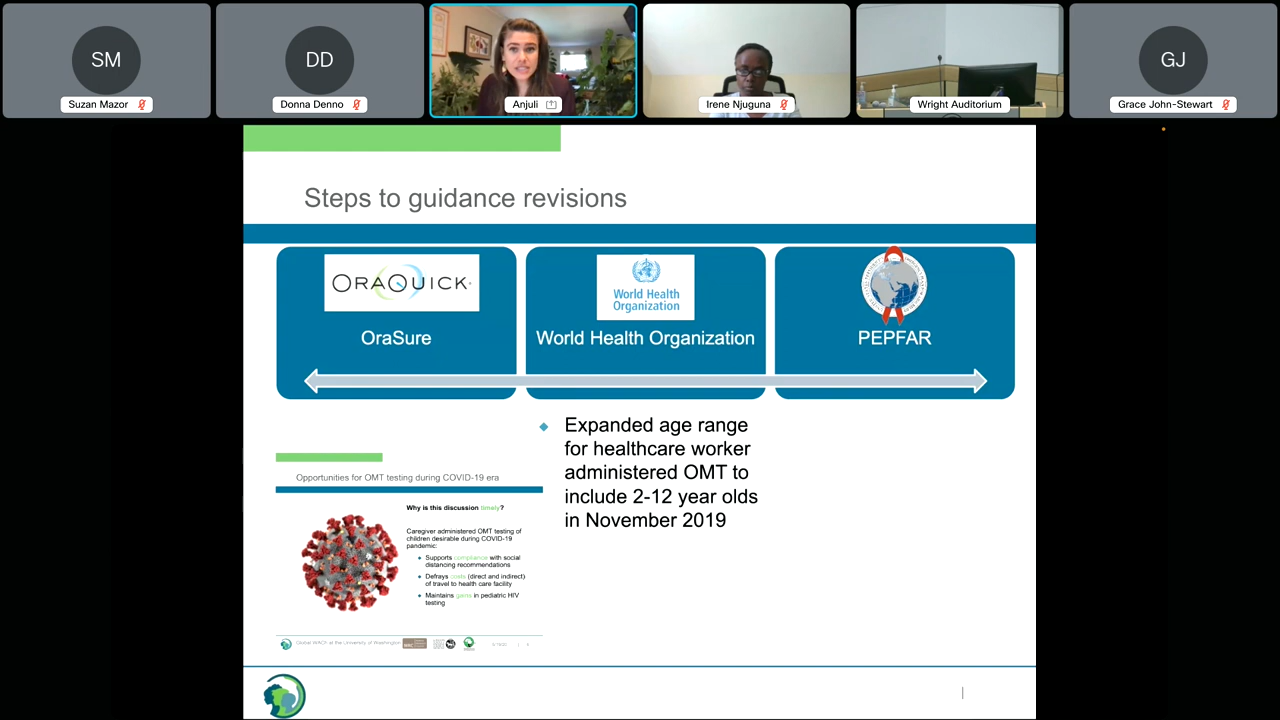 SM
DD
GJ
Suzan Mazor
Donna Denno
Anjuli
Irene Njuguna
Wright Auditorium
Grace John-Stewart
Steps to guidance revisions
ORAQUICK
World Health
Organization
OraSure
World Health Organization
PEPFAR
Expanded age range
for healthcare worker
administered OMT to
include 2-12 year olds
in November 2019
Opportunities for OMT testing during COVID-19 era
Why is this discussion timely?
Caregiver administered OMT testing of
children desirable during COVID-19
pandemic:
Supports compliance with social
distancing recommendations
Defrays costs (direct and indirect)
of travel to health care facility
Maintains gains in pediatric HIV
testing
Global WACh at the University of Washington